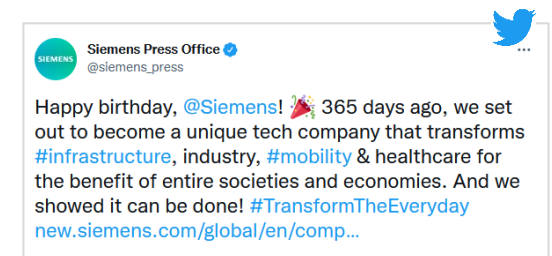 SIEMENS
Siemens Press Office
@siemens_press
Happy birthday, @Siemens! 🎉 365 days ago, we set
out to become a unique tech company that transforms
#infrastructure, industry, #mobility & healthcare for
the benefit of entire societies and economies. And we
showed it can be done! #TransformTheEveryday
new.siemens.com/global/en/comp...